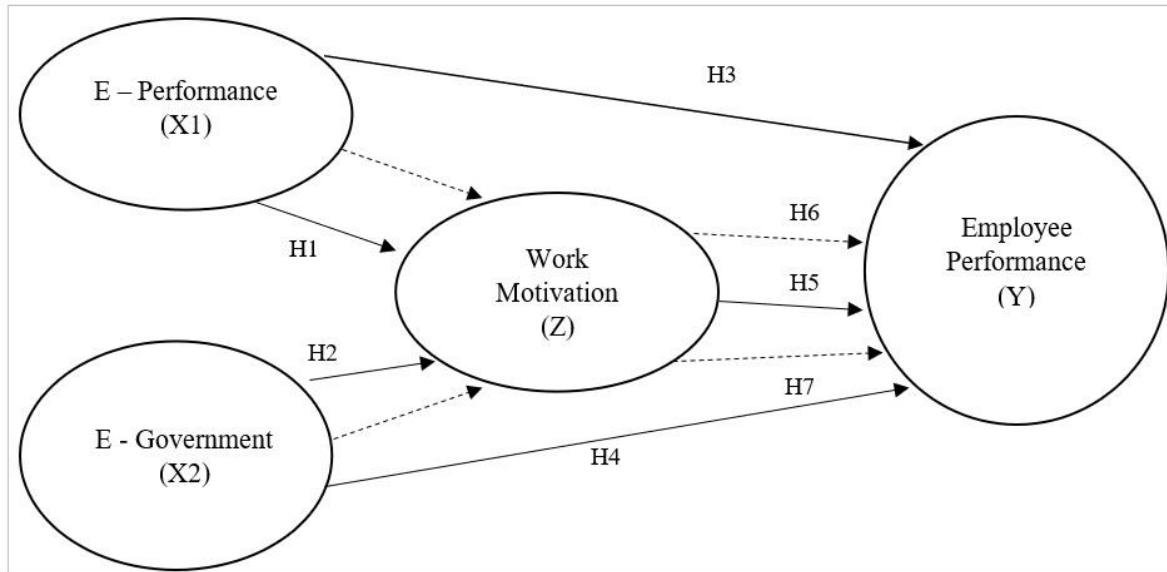 E – Performance
(X1)
H3
H1
Work
Motivation
(Z)
H6
H5
Employee
Performance
(Y)
H2
H7
E - Government
(X2)
H4